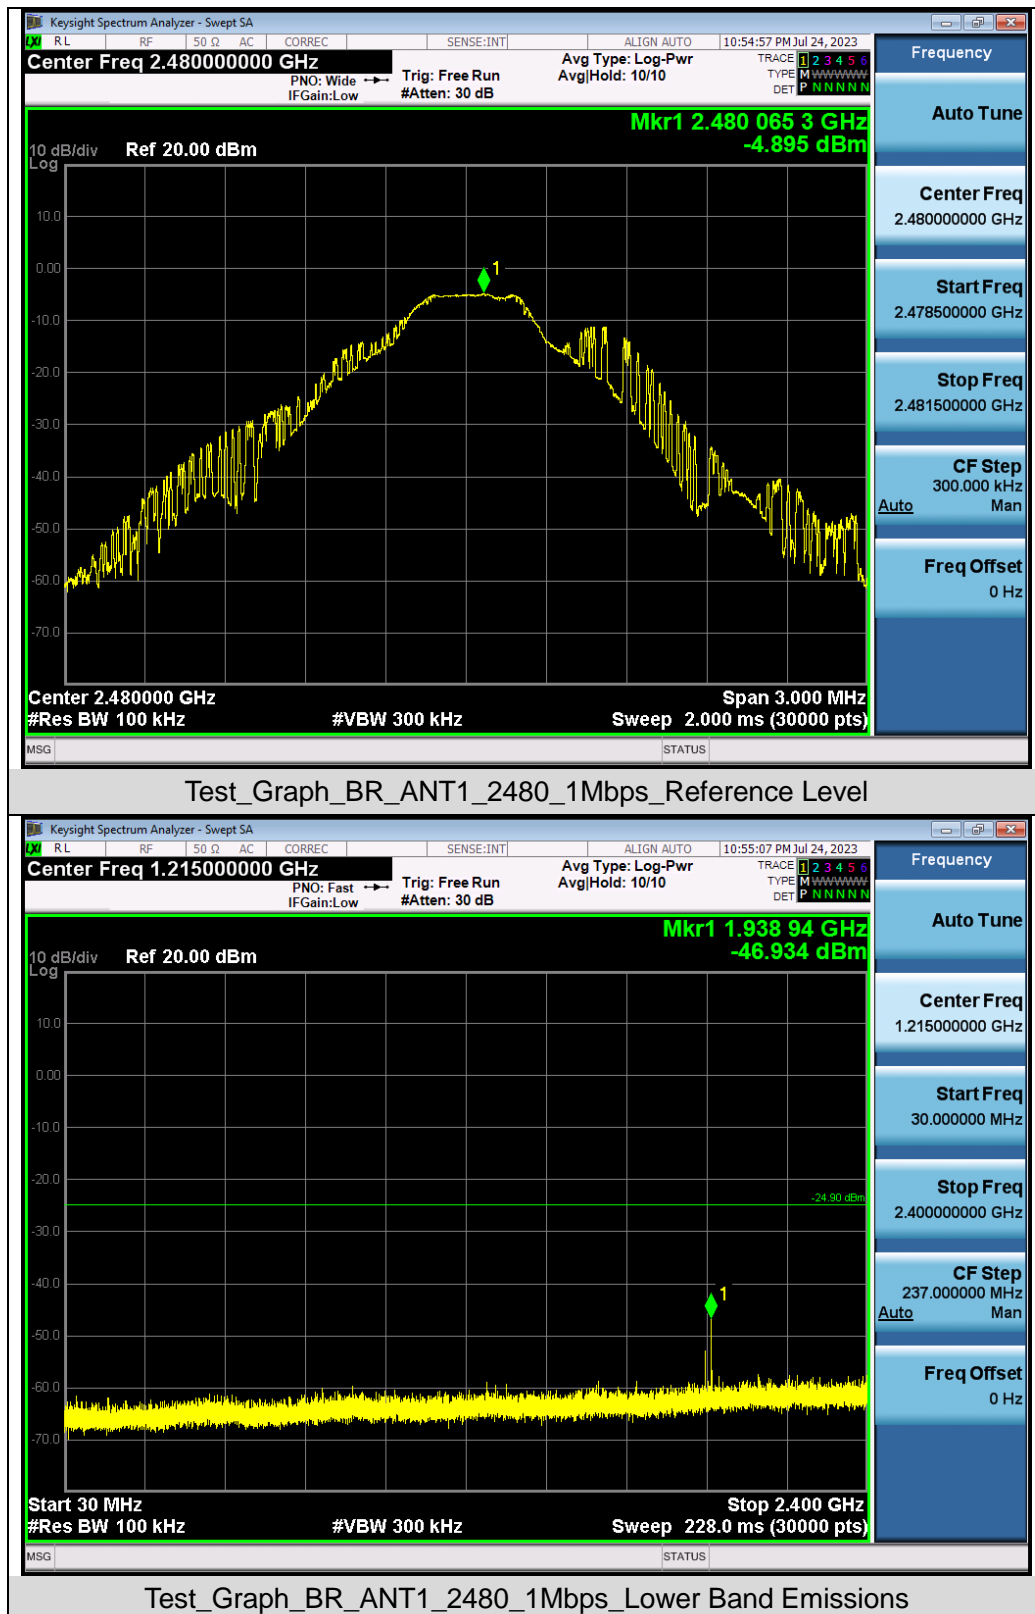 Keysight Spectrum Analyzer - Swept SA
LXI RL RF 50 Ω AC CORREC SENSE:INT ALIGN AUTO 10:54:57 PM Jul 24, 2023
Center Freq 2.480000000 GHz
PNO: Wide
IFGain:Low
Trig: Free Run
#Atten: 30 dB
Avg Type: Log-Pwr
Avg|Hold: 10/10
TRACE 1 2 3 4 5 6
TYPE M WWWWW
DET P N N N N N
Mkr1 2.480 065 3 GHz
-4.895 dBm
10 dB/div Ref 20.00 dBm
Log
10.0
0.00
1
-10.0
-20.0
-30.0
-40.0
-50.0
-60.0
-70.0
Center 2.480000 GHz Span 3.000 MHz
#Res BW 100 kHz #VBW 300 kHz Sweep 2.000 ms (30000 pts)
MSG STATUS
Frequency
Auto Tune
Center Freq
2.480000000 GHz
Start Freq
2.478500000 GHz
Stop Freq
2.481500000 GHz
CF Step
300.000 kHz
Auto Man
Freq Offset
0 Hz
Test_Graph_BR_ANT1_2480_1Mbps_Reference Level
Keysight Spectrum Analyzer - Swept SA
LXI RL RF 50 Ω AC CORREC SENSE:INT ALIGN AUTO 10:55:07 PM Jul 24, 2023
Center Freq 1.215000000 GHz
PNO: Fast
IFGain:Low
Trig: Free Run
#Atten: 30 dB
Avg Type: Log-Pwr
Avg|Hold: 10/10
TRACE 1 2 3 4 5 6
TYPE M WWWWW
DET P N N N N N
Mkr1 1.938 94 GHz
-46.934 dBm
10 dB/div Ref 20.00 dBm
Log
10.0
0.00
-10.0
-20.0
-24.90 dBm
-30.0
-40.0
1
-50.0
-60.0
-70.0
Start 30 MHz Stop 2.400 GHz
#Res BW 100 kHz #VBW 300 kHz Sweep 228.0 ms (30000 pts)
MSG STATUS
Frequency
Auto Tune
Center Freq
1.215000000 GHz
Start Freq
30.000000 MHz
Stop Freq
2.400000000 GHz
CF Step
237.000000 MHz
Auto Man
Freq Offset
0 Hz
Test_Graph_BR_ANT1_2480_1Mbps_Lower Band Emissions